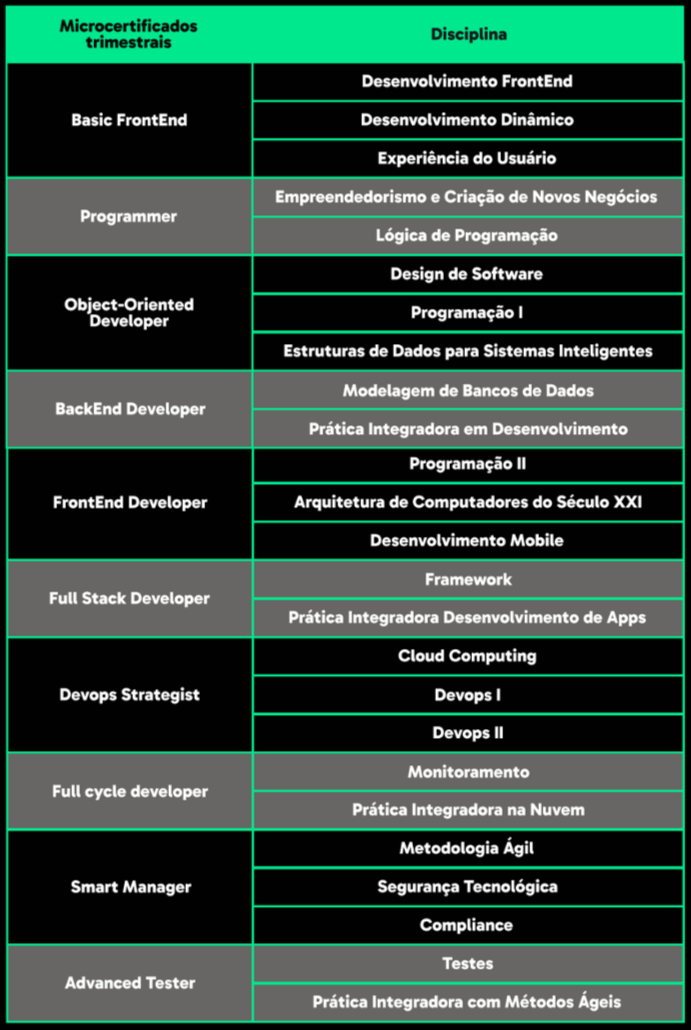 Microcertificados
trimestrais
Disciplina
Basic FrontEnd
Desenvolvimento FrontEnd
Desenvolvimento Dinâmico
Experiência do Usuário
Programmer
Empreendedorismo e Criação de Novos Negócios
Lógica de Programação
Object-Oriented
Developer
Design de Software
Programação I
Estruturas de Dados para Sistemas Inteligentes
BackEnd Developer
Modelagem de Bancos de Dados
Prática Integradora em Desenvolvimento
FrontEnd Developer
Programação II
Arquitetura de Computadores do Século XXI
Desenvolvimento Mobile
Full Stack Developer
Framework
Prática Integradora Desenvolvimento de Apps
Devops Strategist
Cloud Computing
Devops I
Devops II
Full cycle developer
Monitoramento
Prática Integradora na Nuvem
Smart Manager
Metodologia Ágil
Segurança Tecnológica
Compliance
Advanced Tester
Testes
Prática Integradora com Métodos Ágeis